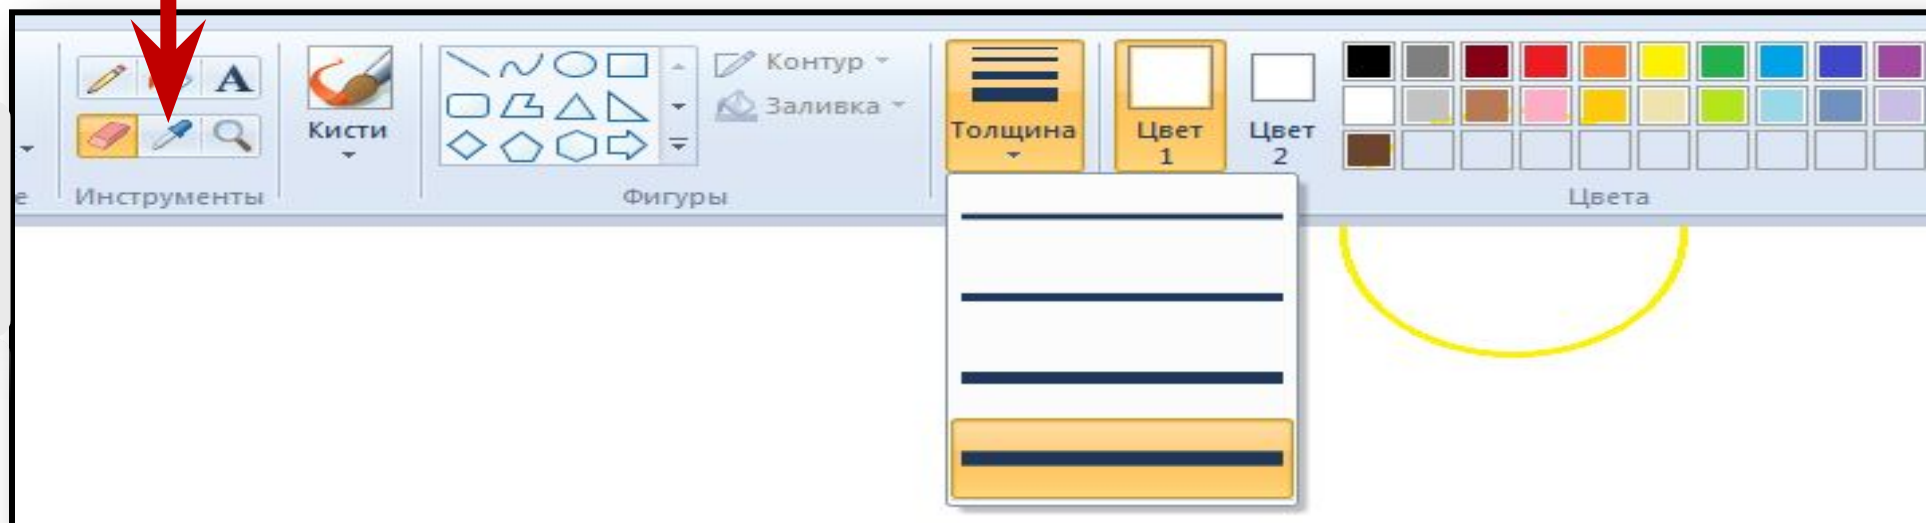 A
Кисти
Контур
Заливка
Толщина
Цвет
1
Цвет
2
е
Инструменты
Фигуры
Цвета